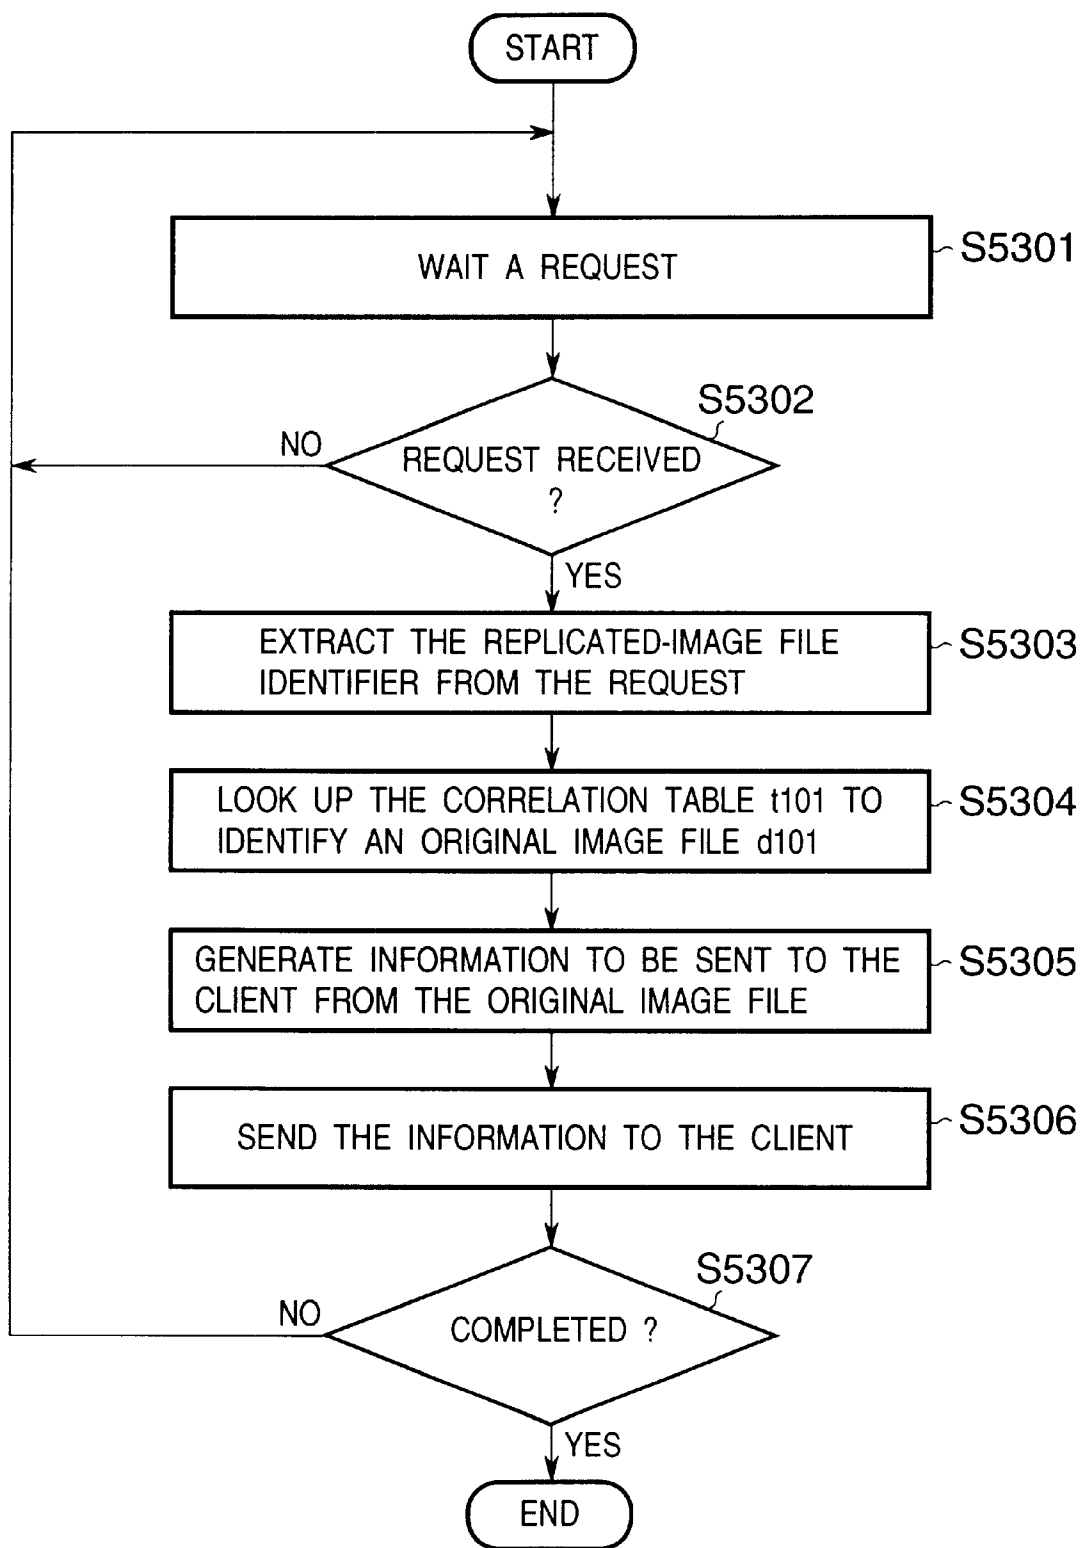 START
WAIT A REQUEST
S5301
S5302
NO
REQUEST RECEIVED
?
YES
EXTRACT THE REPLICATED-IMAGE FILE
IDENTIFIER FROM THE REQUEST
S5303
LOOK UP THE CORRELATION TABLE t101 TO
IDENTIFY AN ORIGINAL IMAGE FILE d101
S5304
GENERATE INFORMATION TO BE SENT TO THE
CLIENT FROM THE ORIGINAL IMAGE FILE
S5305
SEND THE INFORMATION TO THE CLIENT
S5306
S5307
NO
COMPLETED ?
YES
END